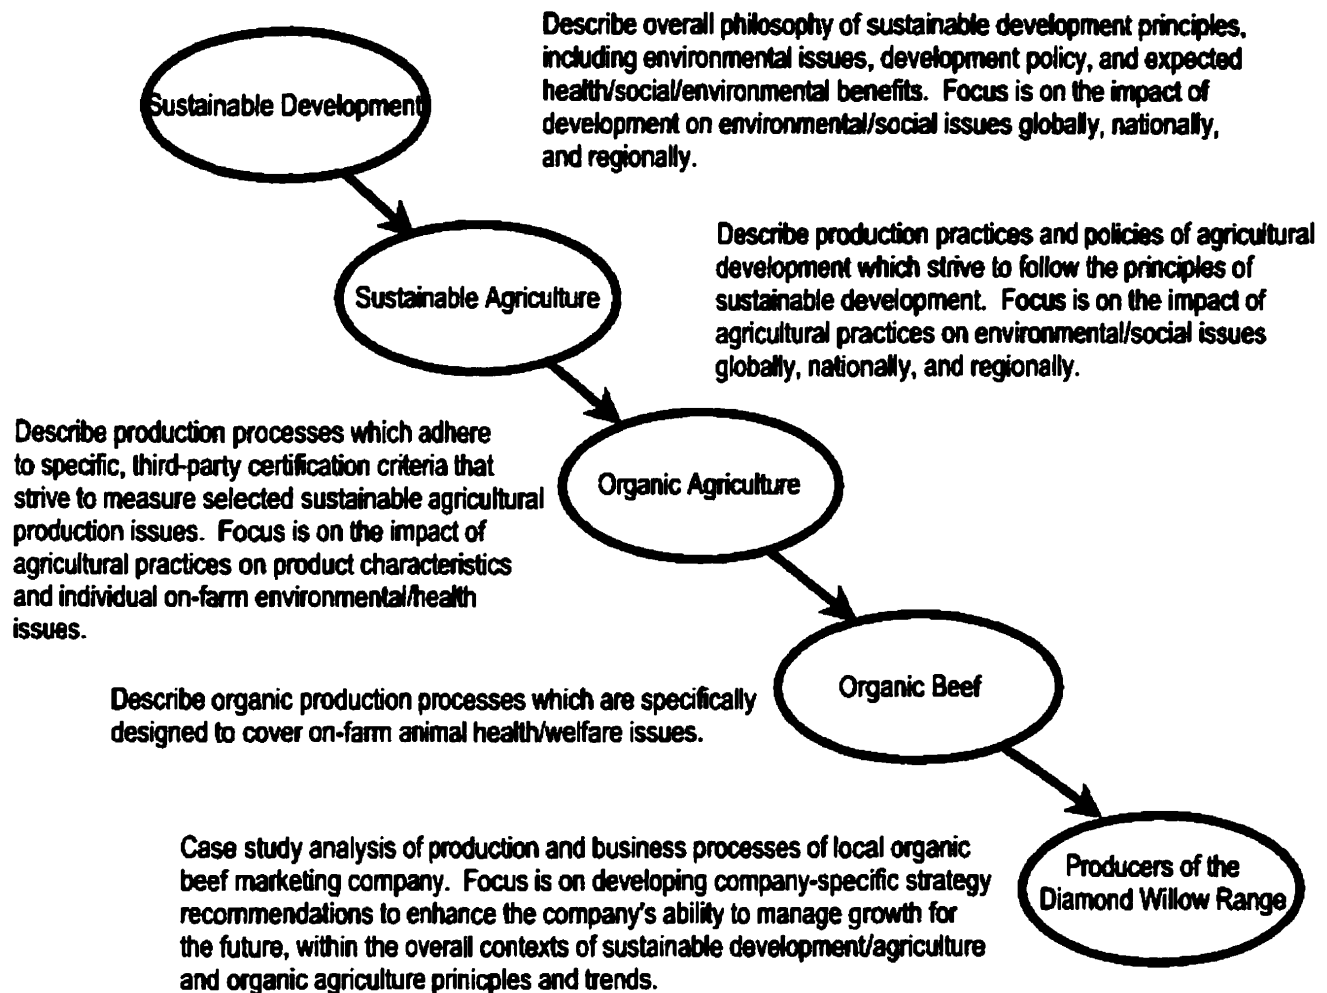 Describe overall philosophy of sustainable development principles,
including environmental issues, development policy, and expected
health/social/environmental benefits.  Focus is on the impact of
development on environmental/social issues globally, nationally,
and regionally.
Sustainable Development
Describe production practices and policies of agricultural
development which strive to follow the principles of
sustainable development.  Focus is on the impact of
agricultural practices on environmental/social issues
globally, nationally, and regionally.
Sustainable Agriculture
Describe production processes which adhere
to specific, third-party certification criteria that
strive to measure selected sustainable agricultural
production issues.  Focus is on the impact of
agricultural practices on product characteristics
and individual on-farm environmental/health
issues.
Organic Agriculture
Describe organic production processes which are specifically
designed to cover on-farm animal health/welfare issues.
Organic Beef
Case study analysis of production and business processes of local organic
beef marketing company.  Focus is on developing company-specific strategy
recommendations to enhance the company's ability to manage growth for
the future, within the overall contexts of sustainable development/agriculture
and organic agriculture prinicples and trends.
Producers of the
Diamond Willow Range